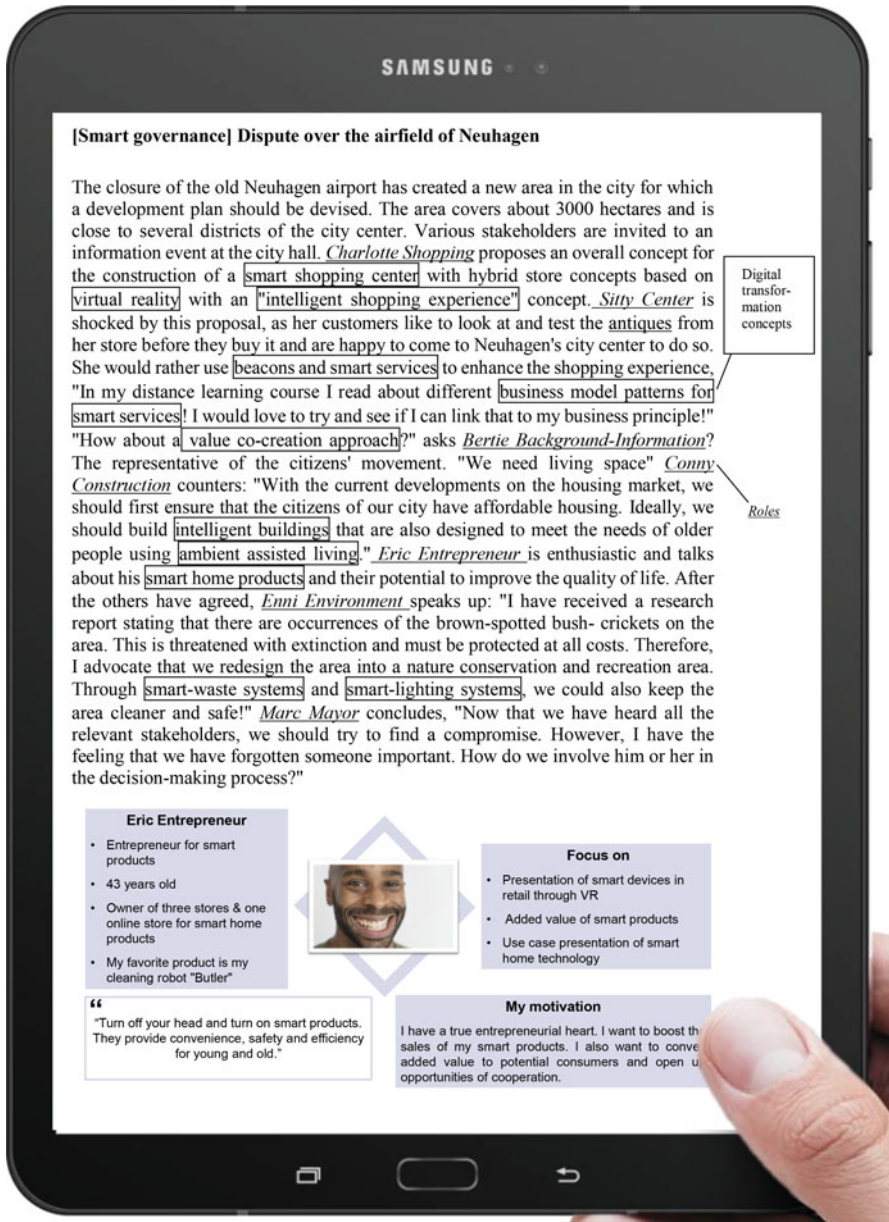 SAMSUNG
[Smart governance] Dispute over the airfield of Neuhagen
The closure of the old Neuhagen airport has created a new area in the city for which
a development plan should be devised. The area covers about 3000 hectares and is
close to several districts of the city center. Various stakeholders are invited to an
information event at the city hall. Charlotte Shopping proposes an overall concept for
the construction of a smart shopping center with hybrid store concepts based on
virtual reality with an "intelligent shopping experience" concept. Sitty Center is
shocked by this proposal, as her customers like to look at and test the antiques from
her store before they buy it and are happy to come to Neuhagen's city center to do so.
She would rather use beacons and smart services to enhance the shopping experience,
"In my distance learning course I read about different business model patterns for
smart services! I would love to try and see if I can link that to my business principle!"
"How about a value co-creation approach?" asks Bertie Background-Information?
The representative of the citizens' movement. "We need living space" Conny
Construction counters: "With the current developments on the housing market, we
should first ensure that the citizens of our city have affordable housing. Ideally, we
should build intelligent buildings that are also designed to meet the needs of older
people using ambient assisted living." Eric Entrepreneur is enthusiastic and talks
about his smart home products and their potential to improve the quality of life. After
the others have agreed, Enni Environment speaks up: "I have received a research
report stating that there are occurrences of the brown-spotted bush- crickets on the
area. This is threatened with extinction and must be protected at all costs. Therefore,
I advocate that we redesign the area into a nature conservation and recreation area.
Through smart-waste systems and smart-lighting systems, we could also keep the
area cleaner and safe!" Marc Mayor concludes, "Now that we have heard all the
relevant stakeholders, we should try to find a compromise. However, I have the
feeling that we have forgotten someone important. How do we involve him or her in
the decision-making process?"
Digital
transfor-
mation
concepts
Roles
Eric Entrepreneur
• Entrepreneur for smart
products
• 43 years old
• Owner of three stores & one
online store for smart home
products
• My favorite product is my
cleaning robot "Butler"
Focus on
• Presentation of smart devices in
retail through VR
• Added value of smart products
• Use case presentation of smart
home technology
“
“Turn off your head and turn on smart products.
They provide convenience, safety and efficiency
for young and old.”
My motivation
I have a true entrepreneurial heart. I want to boost
sales of my smart products. I also want to
added value to potential consumers and open
opportunities of cooperation.